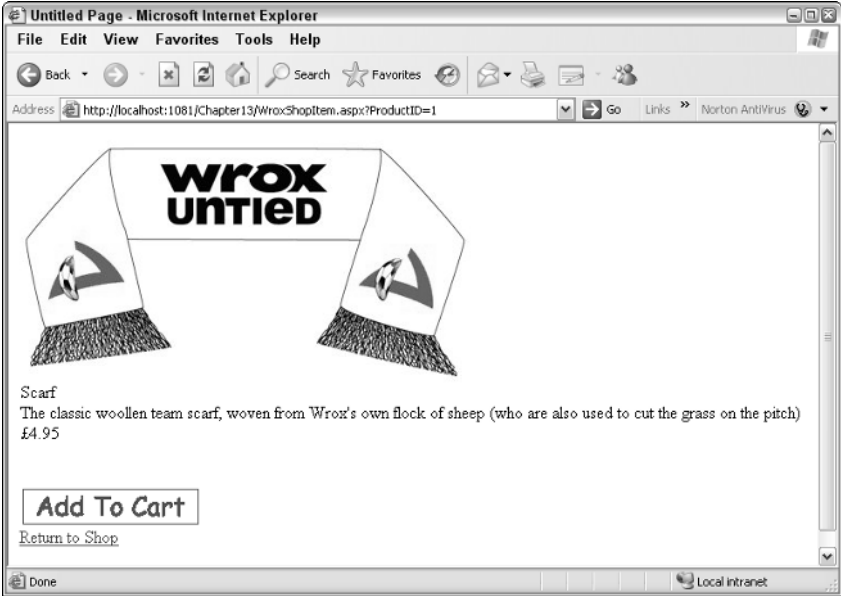 Untitled Page - Microsoft Internet Explorer
File Edit View Favorites Tools Help
Back Search Favorites
Address http://localhost:1081/Chapter13/WroxShopItem.aspx?ProductID=1 Go Links » Norton AntiVirus
wrox
UNTIED
Scarf
The classic woollen team scarf, woven from Wrox's own flock of sheep (who are also used to cut the grass on the pitch)
£4.95
Add To Cart
Return to Shop
Done Local intranet